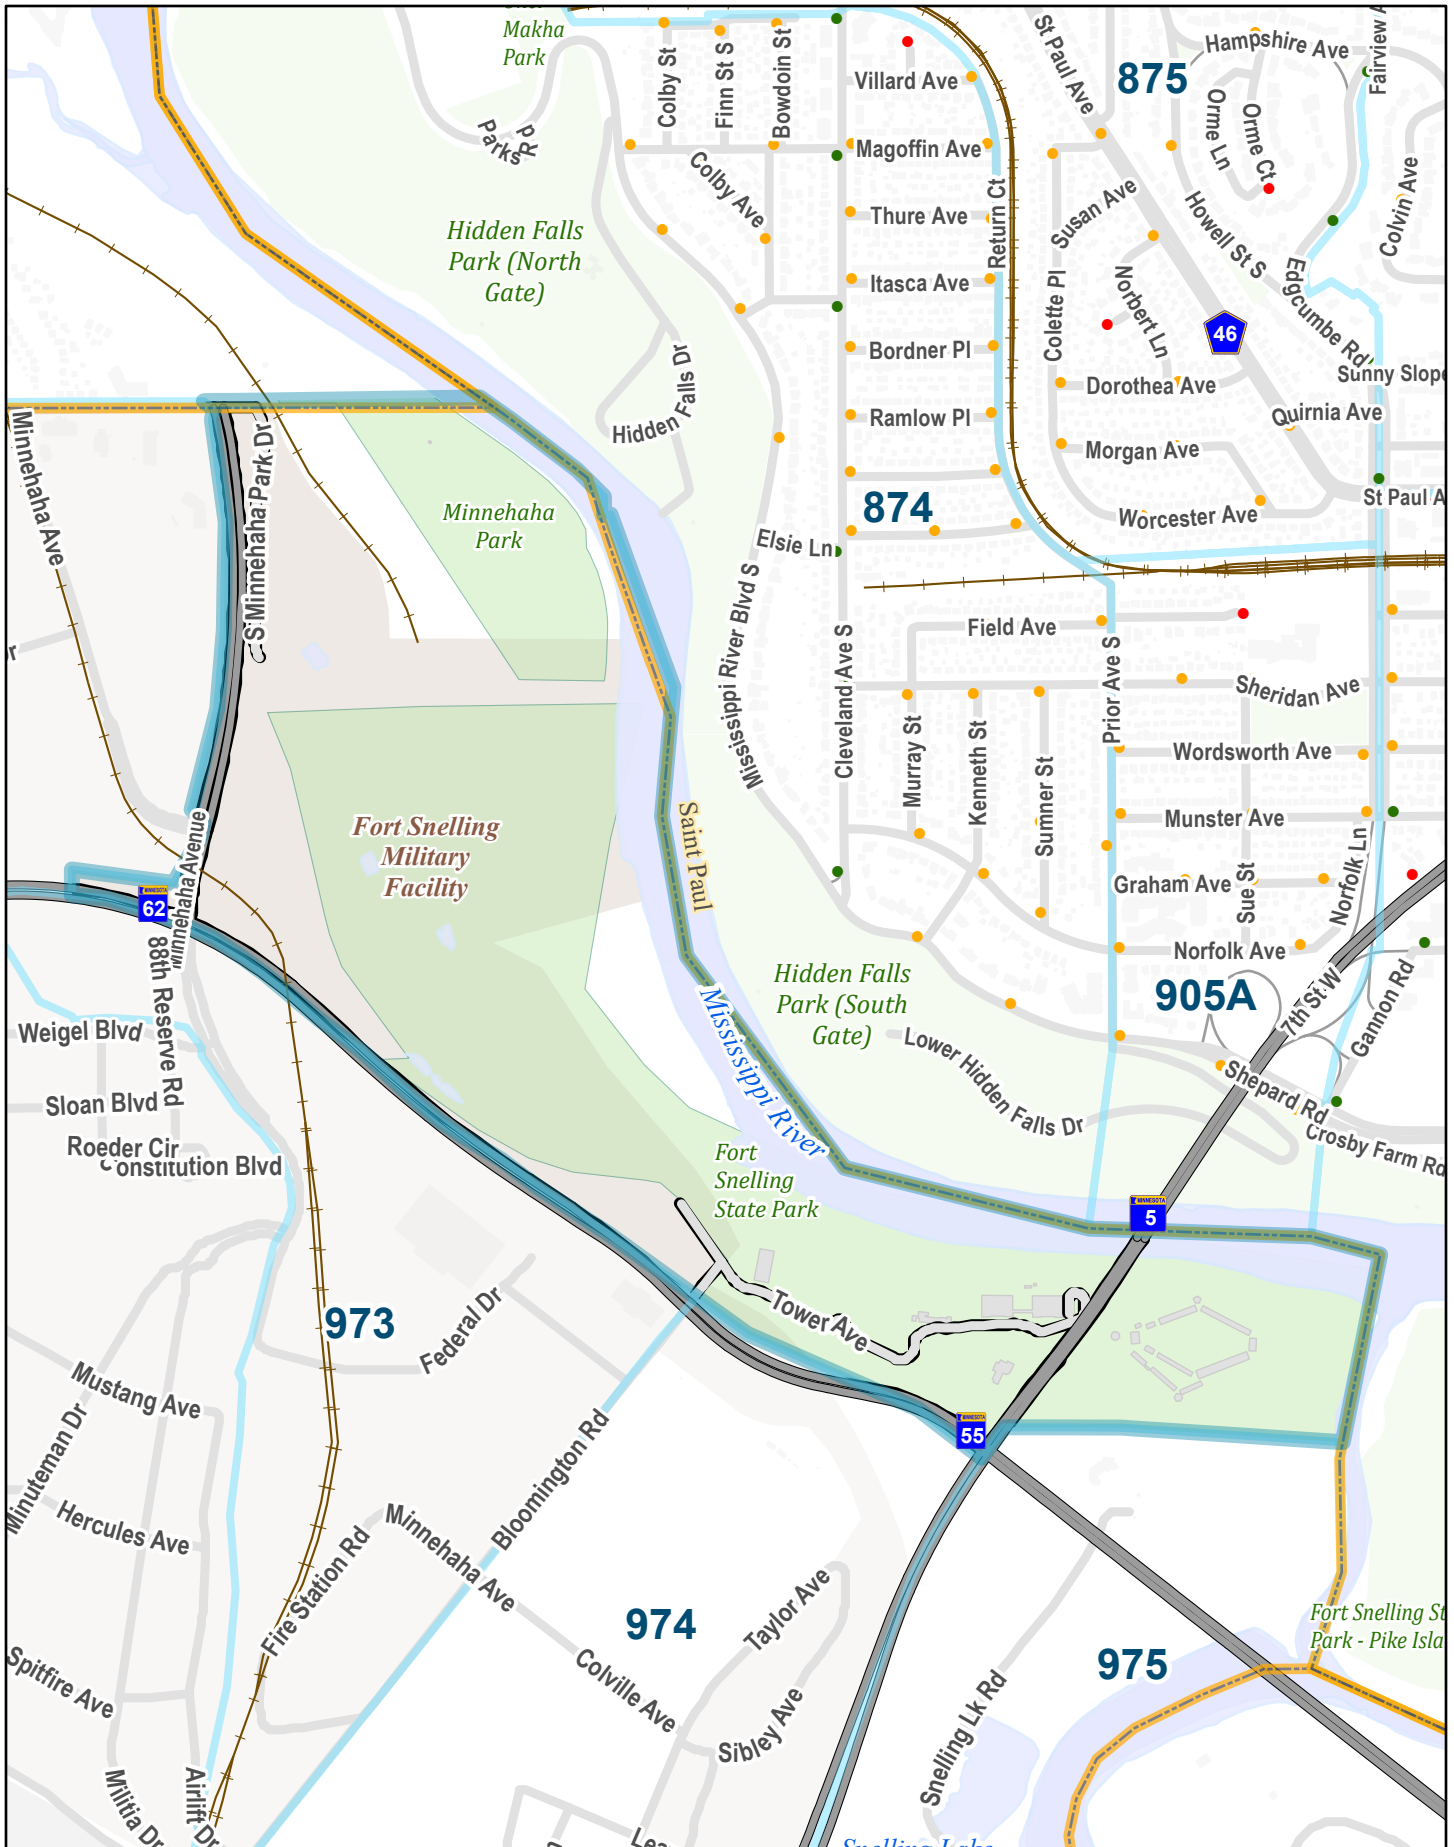 Makha
Park
Colby St
Finn St S
Bowdoin St
St Paul Ave
875
Hampshire Ave
Villard Ave
Orme Ln
Orme Ct
Parks
Rd
Magoffin Ave
Colby Ave
Thure Ave
Return Ct
Susan Ave
Howell St S
Colvin Ave
Hidden Falls
Park (North
Gate)
Itasca Ave
Colette Pl
Norbert Ln
Edgcumbe Rd
46
Bordner Pl
Hidden Falls Dr
Dorothea Ave
Sunny Slope
Ramlow Pl
Quirnia Ave
Minnehaha Ave
S Minnehaha Park Dr
Morgan Ave
Minnehaha
Park
874
Worcester Ave
St Paul A
Elsie Ln
Mississippi River Blvd S
Cleveland Ave S
Field Ave
Prior Ave S
Sheridan Ave
Murray St
Kenneth St
Sumner St
Wordsworth Ave
Mississippi
Saint Paul
Munster Ave
Fort Snelling
Military
Facility
Minnehaha Avenue
Graham Ave
Sue St
Norfolk Ln
62
MINNESOTA
Norfolk Ave
88th Reserve Rd
Hidden Falls
Park (South
Gate)
905A
7th St W
Gannon Rd
Mississippi River
Weigel Blvd
Lower Hidden Falls Dr
Shepard Rd
Crosby Farm Rd
Sloan Blvd
Roeder Cir
Constitution Blvd
Fort
Snelling
State Park
MINNESOTA
5
Tower Ave
973
Federal Dr
Mustang Ave
Minuteman Dr
Bloomington Rd
MINNESOTA
55
Hercules Ave
Fire Station Rd
Minnehaha Ave
974
Taylor Ave
Fort Snelling St
Park - Pike Isla
975
Spitfire Ave
Colville Ave
Sibley Ave
Snelling Lk Rd
Militia Dr
Airlift Dr
Snelling Lake